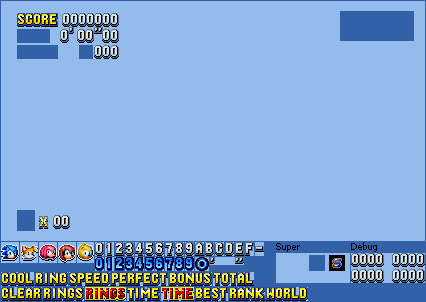 SCORE 0000000
0'00"00
000
X 00
0123456789ABCDEF-
Super
Debug
0123456789 ' "
0000 0000
0000 0000
COOL RING SPEED PERFECT BONUS TOTAL
CLEAR RINGS RINGS TIME TIME BEST RANK WORLD